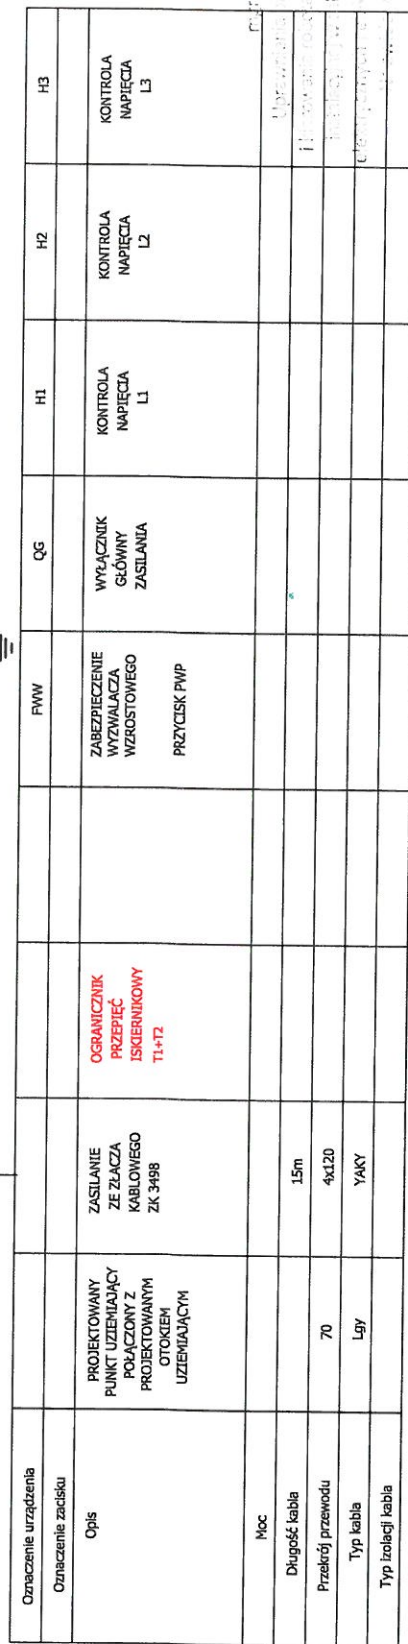 Oznaczenie urządzenia
FWW
QG
H1
H2
H3
Oznaczenie zacisku
Opis
PROJEKTOWANY
PUNKT UZIEMIAJĄCY
POŁĄCZONY Z
PROJEKTOWANYM
OTOKIEM
UZIEMIAJĄCYM
ZASILANIE
ZE ZŁACZA
KABLOWEGO
ZK 3498
OGRANICZNIK
PRZEPIĘĆ
ISKIERNIKOWY
T1+T2
ZABEZPIECZENIE
WYZWALACZA
WZROSTOWEGO
PRZYCISK PWP
WYŁĄCZNIK
GŁÓWNY
ZASILANIA
KONTROLA
NAPIĘCIA
L1
KONTROLA
NAPIĘCIA
L2
KONTROLA
NAPIĘCIA
L3
Moc
Długość kabla
15m
Przekrój przewodu
70
4x120
Typ kabla
Lgy
YAKY
Typ izolacji kabla